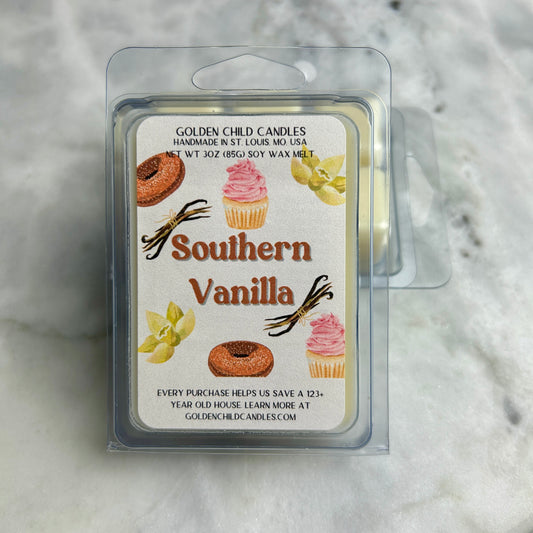 GOLDEN CHILD CANDLES
HANDMADE IN ST. LOUIS, MO. USA
NET WT 3OZ (85G) SOY WAX MELT
Southern
Vanilla
EVERY PURCHASE HELPS US SAVE A 123+
YEAR OLD HOUSE. LEARN MORE AT
GOLDENCHILDCANDLES.COM